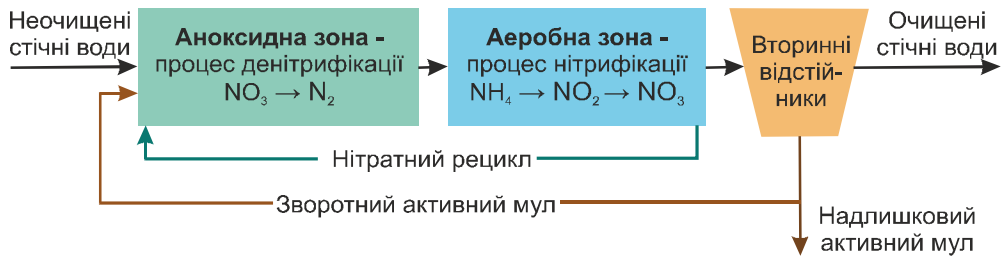 Неочищені
стічні води
Аноксидна зона -
процес денітрифікації
NO₃ → N₂
Аеробна зона -
процес нітрифікації
NH₄ → NO₂ → NO₃
Вторинні
відстій-
ники
Очищені
стічні води
Нітратний рецикл
Зворотний активний мул
Надлишковий
активний мул